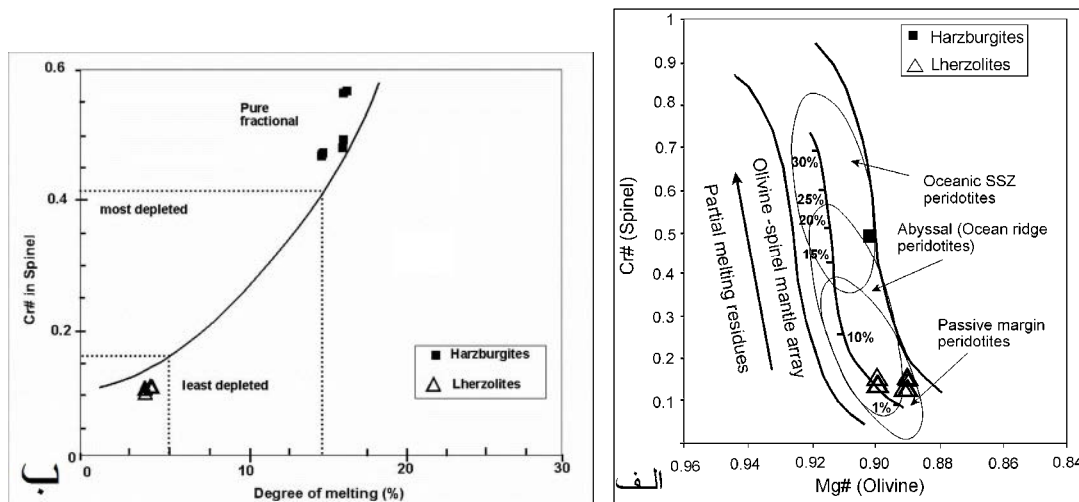 0.6
0.4
0.2
0
Cr# in Spinel
Pure
fractional
most depleted
least depleted
Harzburgites
Lherzolites
0
10
20
30
Degree of melting (%)
ب
Harzburgites
Lherzolites
1
0.9
0.8
0.7
0.6
0.5
0.4
0.3
0.2
0.1
Cr# (Spinel)
Partial melting residues
Olivine -spinel mantle array
30%
25%
20%
15%
10%
1%
Oceanic SSZ
peridotites
Abyssal (Ocean ridge
peridotites)
Passive margin
peridotites
0.96
0.94
0.92
0.90
0.88
0.84
Mg# (Olivine)
الف